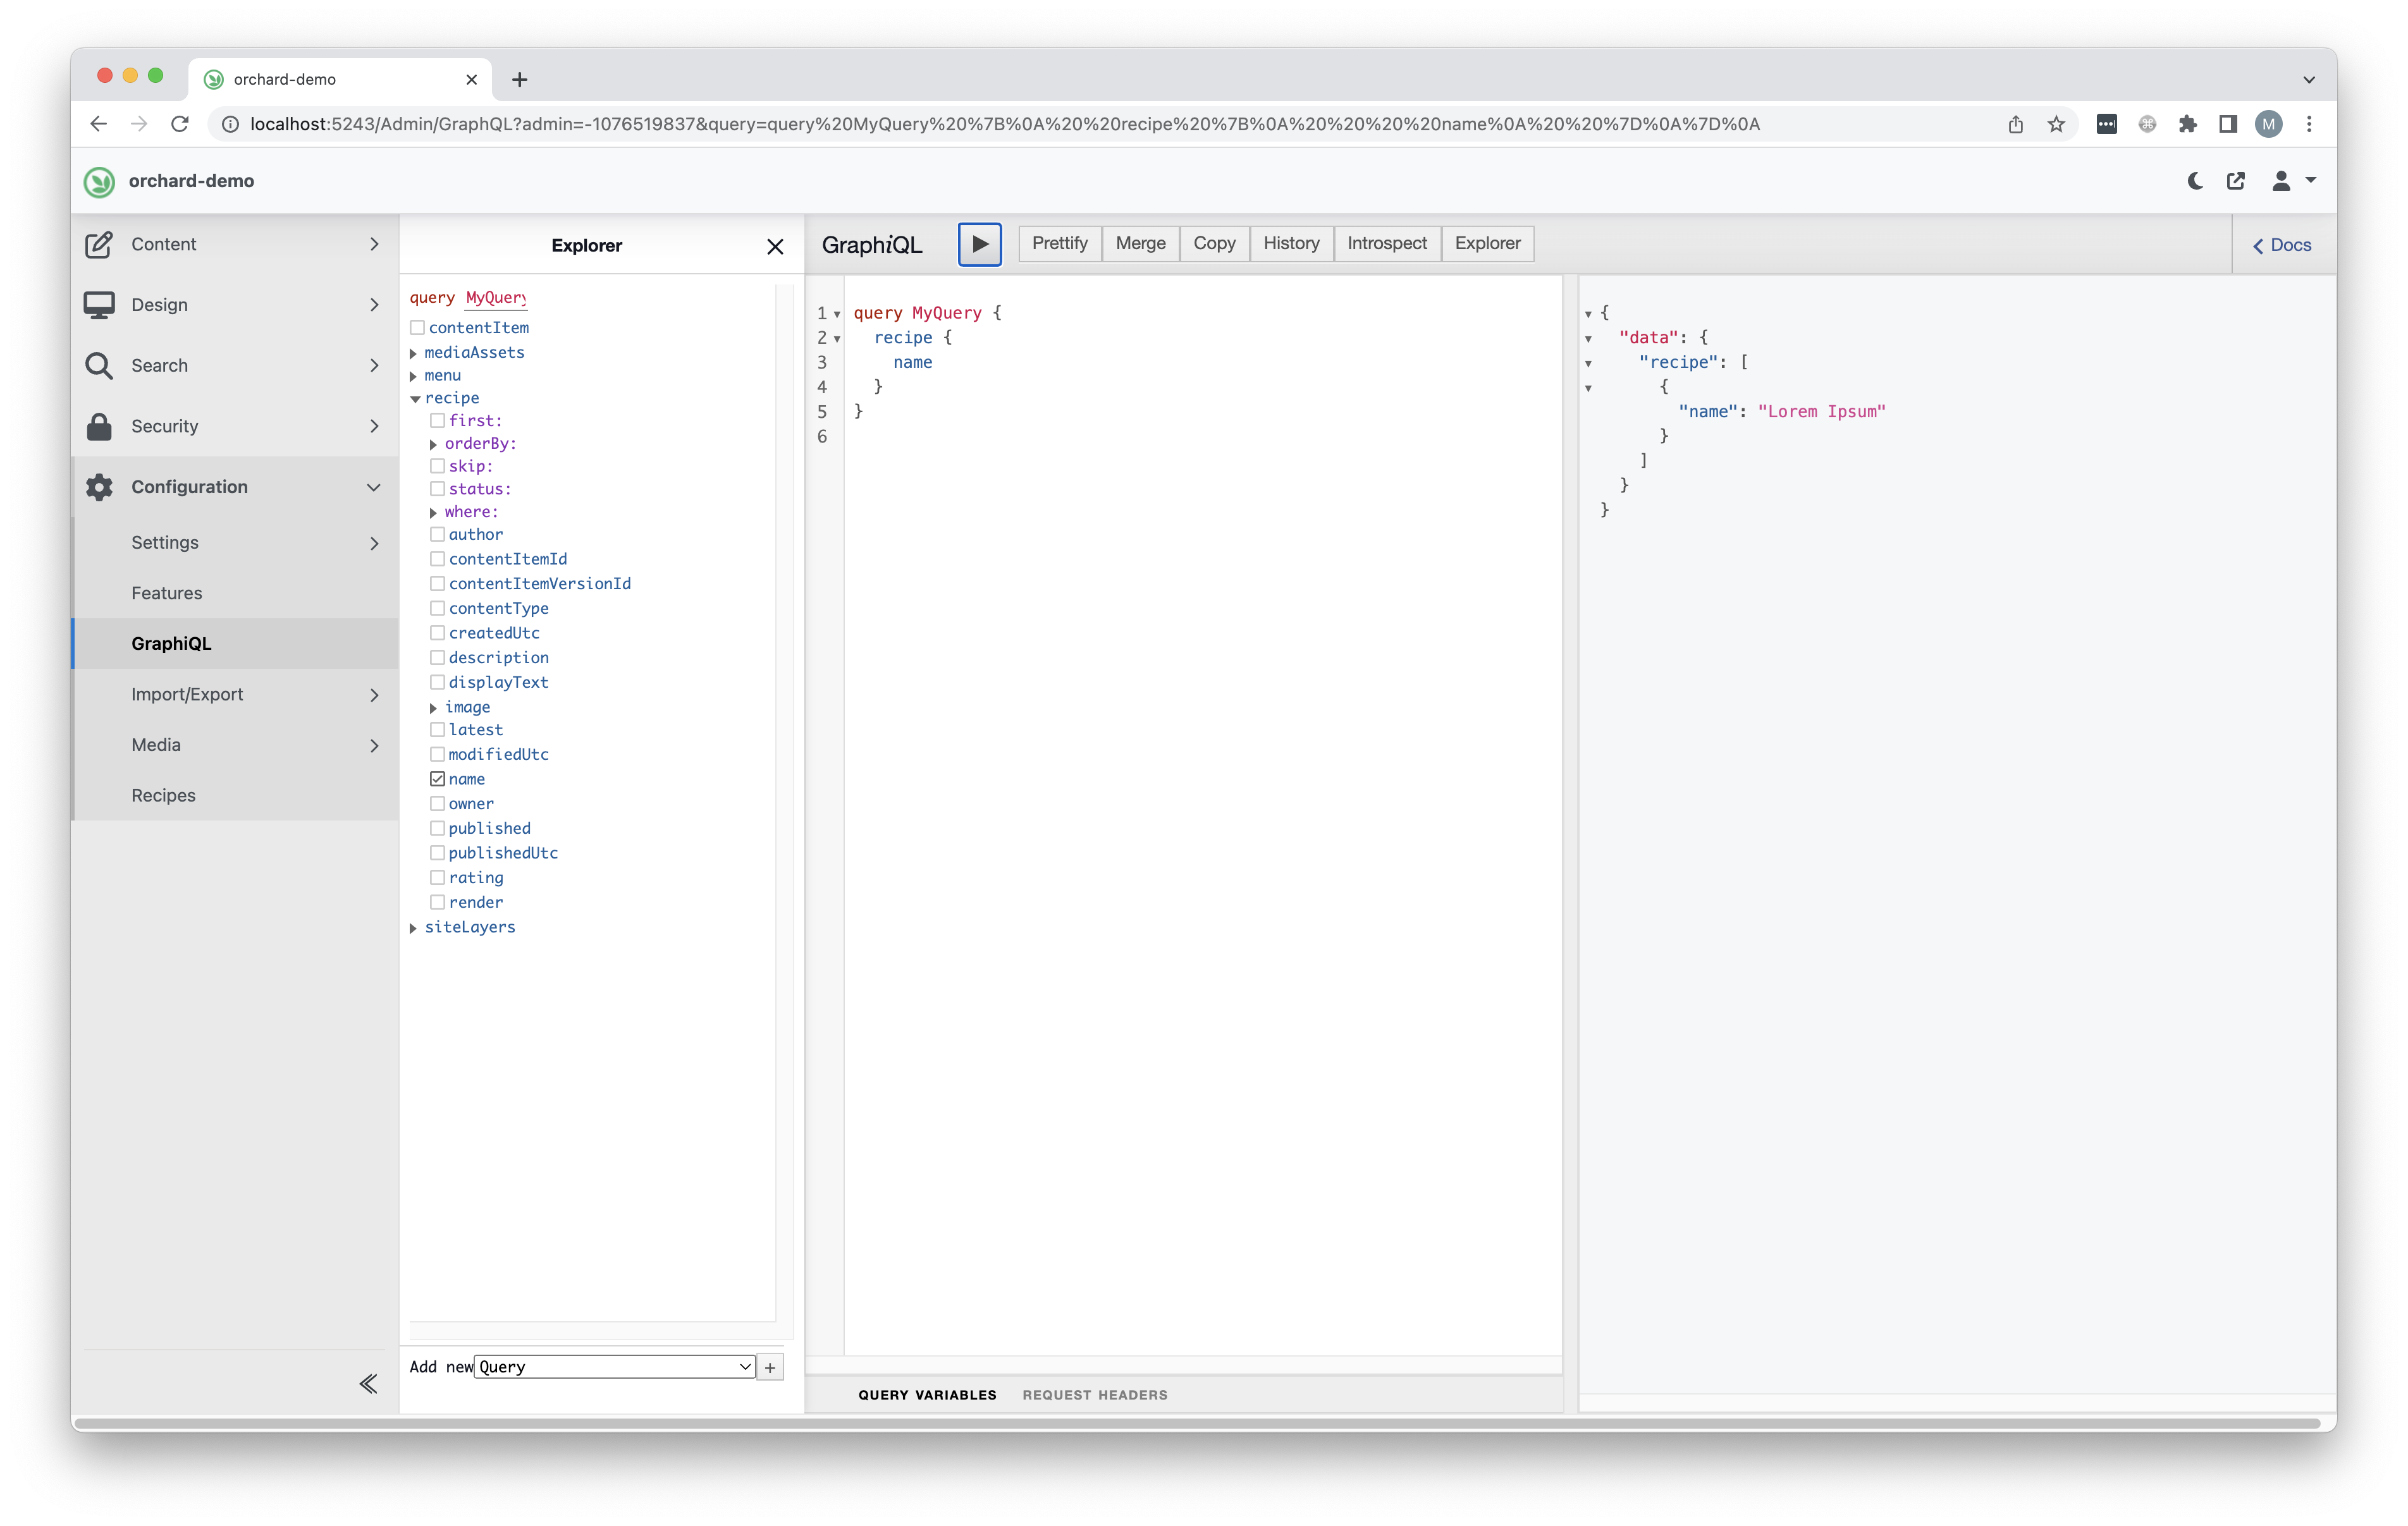 orchard-demo
localhost:5243/Admin/GraphQL?admin=-1076519837&query=query%20MyQuery%20%7B%0A%20%20recipe%20%7B%0A%20%20%20%20name%0A%20%20%7D%0A%7D%0A
M
orchard-demo
Content
Design
Search
Security
Configuration
Settings
Features
GraphiQL
Import/Export
Media
Recipes
Explorer
query MyQuery
contentItem
mediaAssets
menu
recipe
first:
orderBy:
skip:
status:
where:
author
contentItemId
contentItemVersionId
contentType
createdUtc
description
displayText
image
latest
modifiedUtc
name
owner
published
publishedUtc
rating
render
siteLayers
Add new Query +
GraphiQL Prettify Merge Copy History Introspect Explorer
Docs
1 query MyQuery {
2 recipe {
3 name
4 }
5 }
6
QUERY VARIABLES REQUEST HEADERS
{
"data": {
"recipe": [
{
"name": "Lorem Ipsum"
}
]
}
}